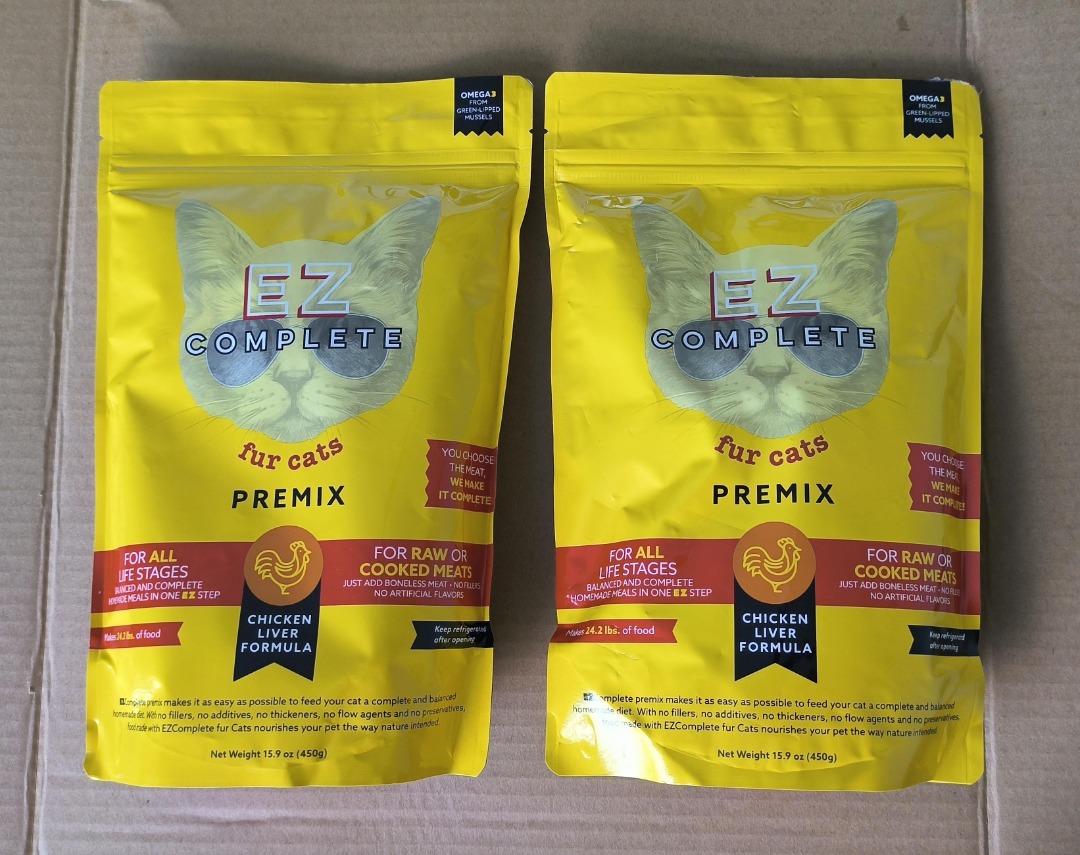 OMEGA3
FROM
GREEN-LIPPED
MUSSELS
EZ
COMPLETE
fur cats
PREMIX
YOU CHOOSE
THE MEAT,
WE MAKE
IT COMPLETE!
FOR ALL
LIFE STAGES
BALANCED AND COMPLETE
HOMEMADE MEALS IN ONE EZ STEP
FOR RAW OR
COOKED MEATS
JUST ADD BONELESS MEAT • NO FILLERS
NO ARTIFICIAL FLAVORS
CHICKEN
LIVER
FORMULA
Makes 24.2 lbs. of food
Keep refrigerated
after opening
EZComplete premix makes it as easy as possible to feed your cat a complete and balanced
homemade diet. With no fillers, no additives, no thickeners, no flow agents and no preservatives,
food made with EZComplete fur Cats nourishes your pet the way nature intended.
Net Weight 15.9 oz (450g)
OMEGA3
FROM
GREEN-LIPPED
MUSSELS
EZ
COMPLETE
fur cats
PREMIX
YOU CHOOSE
THE MEAT,
WE MAKE
IT COMPLETE!
FOR ALL
LIFE STAGES
BALANCED AND COMPLETE
HOMEMADE MEALS IN ONE EZ STEP
FOR RAW OR
COOKED MEATS
JUST ADD BONELESS MEAT • NO FILLERS
NO ARTIFICIAL FLAVORS
CHICKEN
LIVER
FORMULA
Makes 24.2 lbs. of food
Keep refrigerated
after opening
EZComplete premix makes it as easy as possible to feed your cat a complete and balanced
homemade diet. With no fillers, no additives, no thickeners, no flow agents and no preservatives,
food made with EZComplete fur Cats nourishes your pet the way nature intended.
Net Weight 15.9 oz (450g)